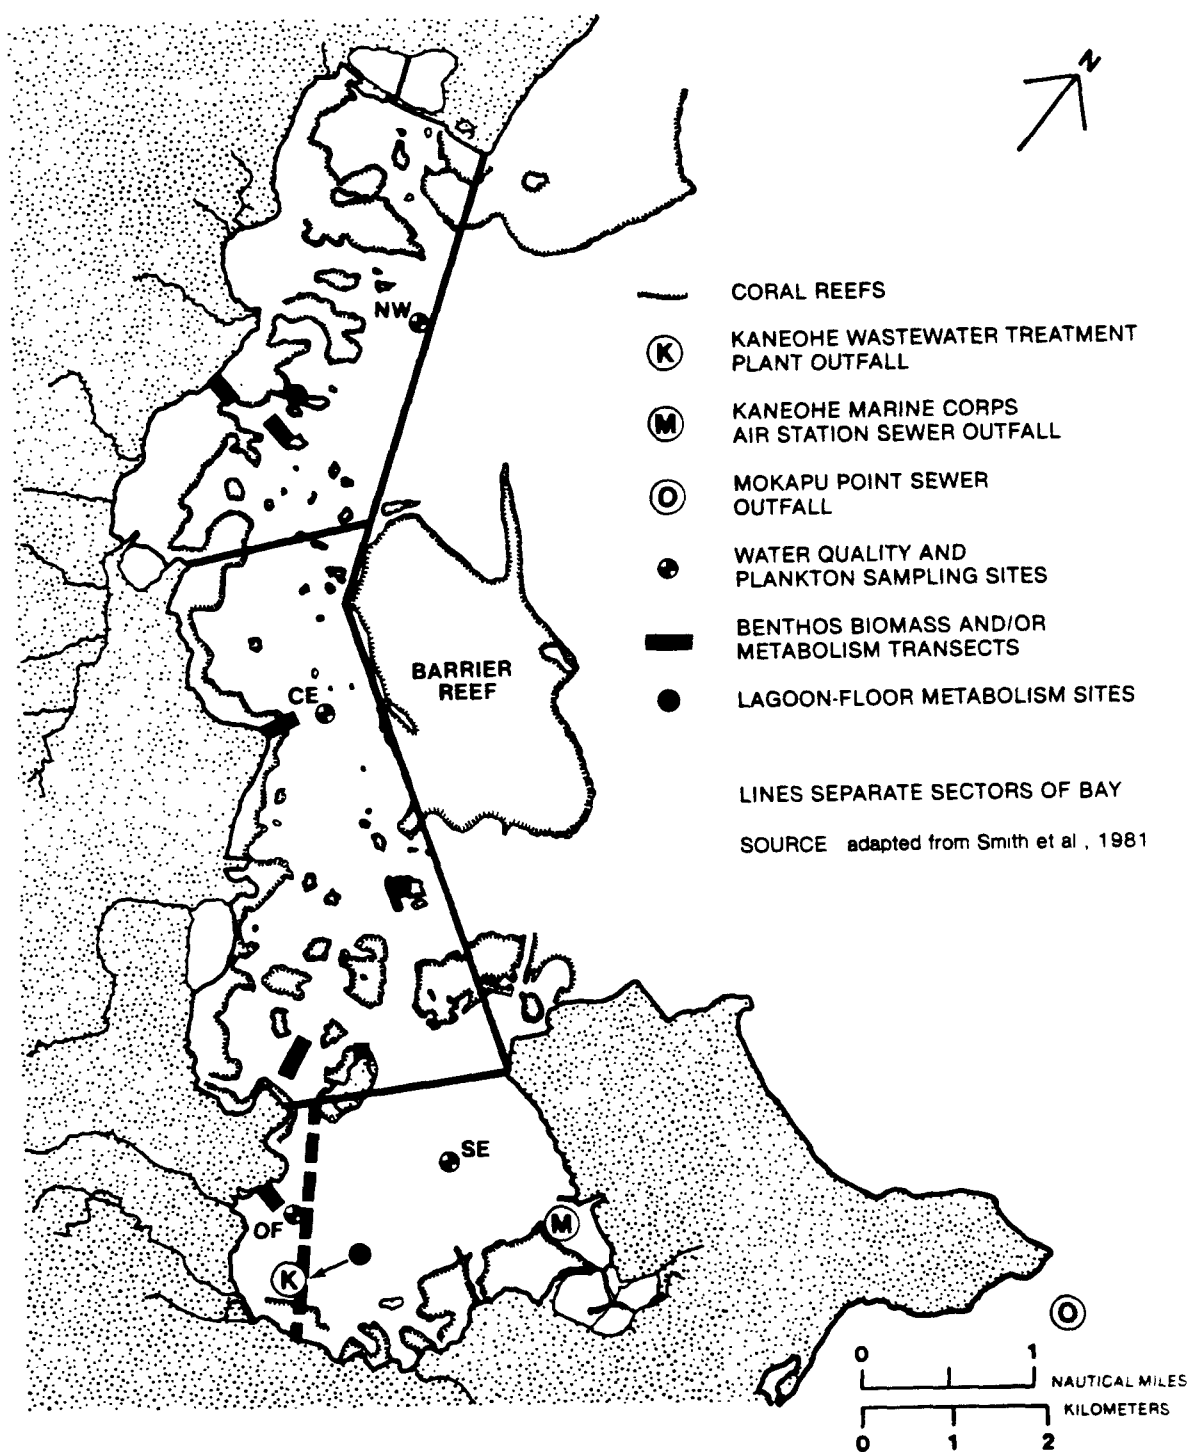 N
CORAL REEFS
K
KANEOHE WASTEWATER TREATMENT
PLANT OUTFALL
M
KANEOHE MARINE CORPS
AIR STATION SEWER OUTFALL
O
MOKAPU POINT SEWER
OUTFALL
WATER QUALITY AND
PLANKTON SAMPLING SITES
BENTHOS BIOMASS AND/OR
METABOLISM TRANSECTS
LAGOON-FLOOR METABOLISM SITES
LINES SEPARATE SECTORS OF BAY
SOURCE adapted from Smith et al , 1981
NW
BARRIER
REEF
CE
SE
OF
M
K
O
0 1
NAUTICAL MILES
KILOMETERS
0 1 2